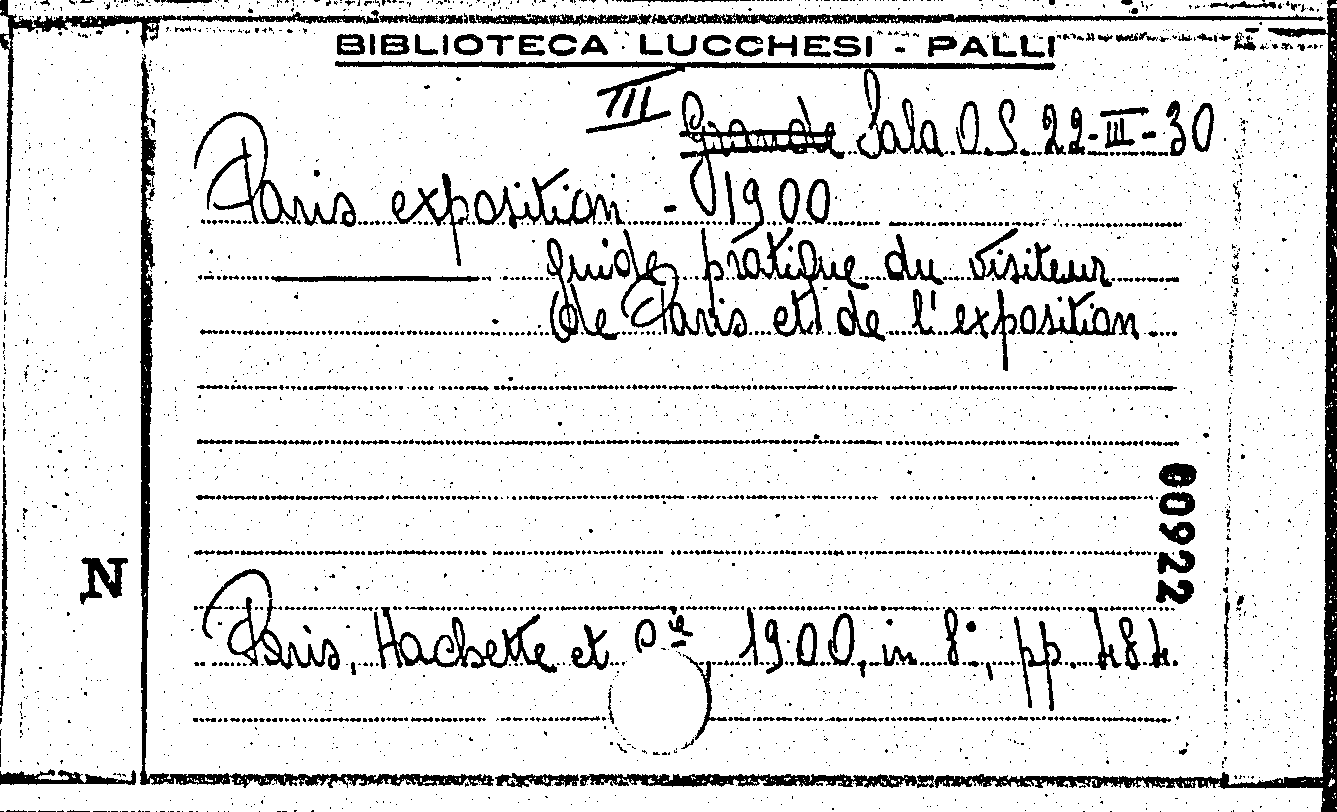 BIBLIOTECA LUCCHESI - PALLI
III Grande Sala O.S. 22-III-30
Paris exposition - 1900
Guide pratique du visiteur
de Paris et de l'exposition
00922
N
Paris, Hachette et C.ie, 1900, in 8°, pp. 484.